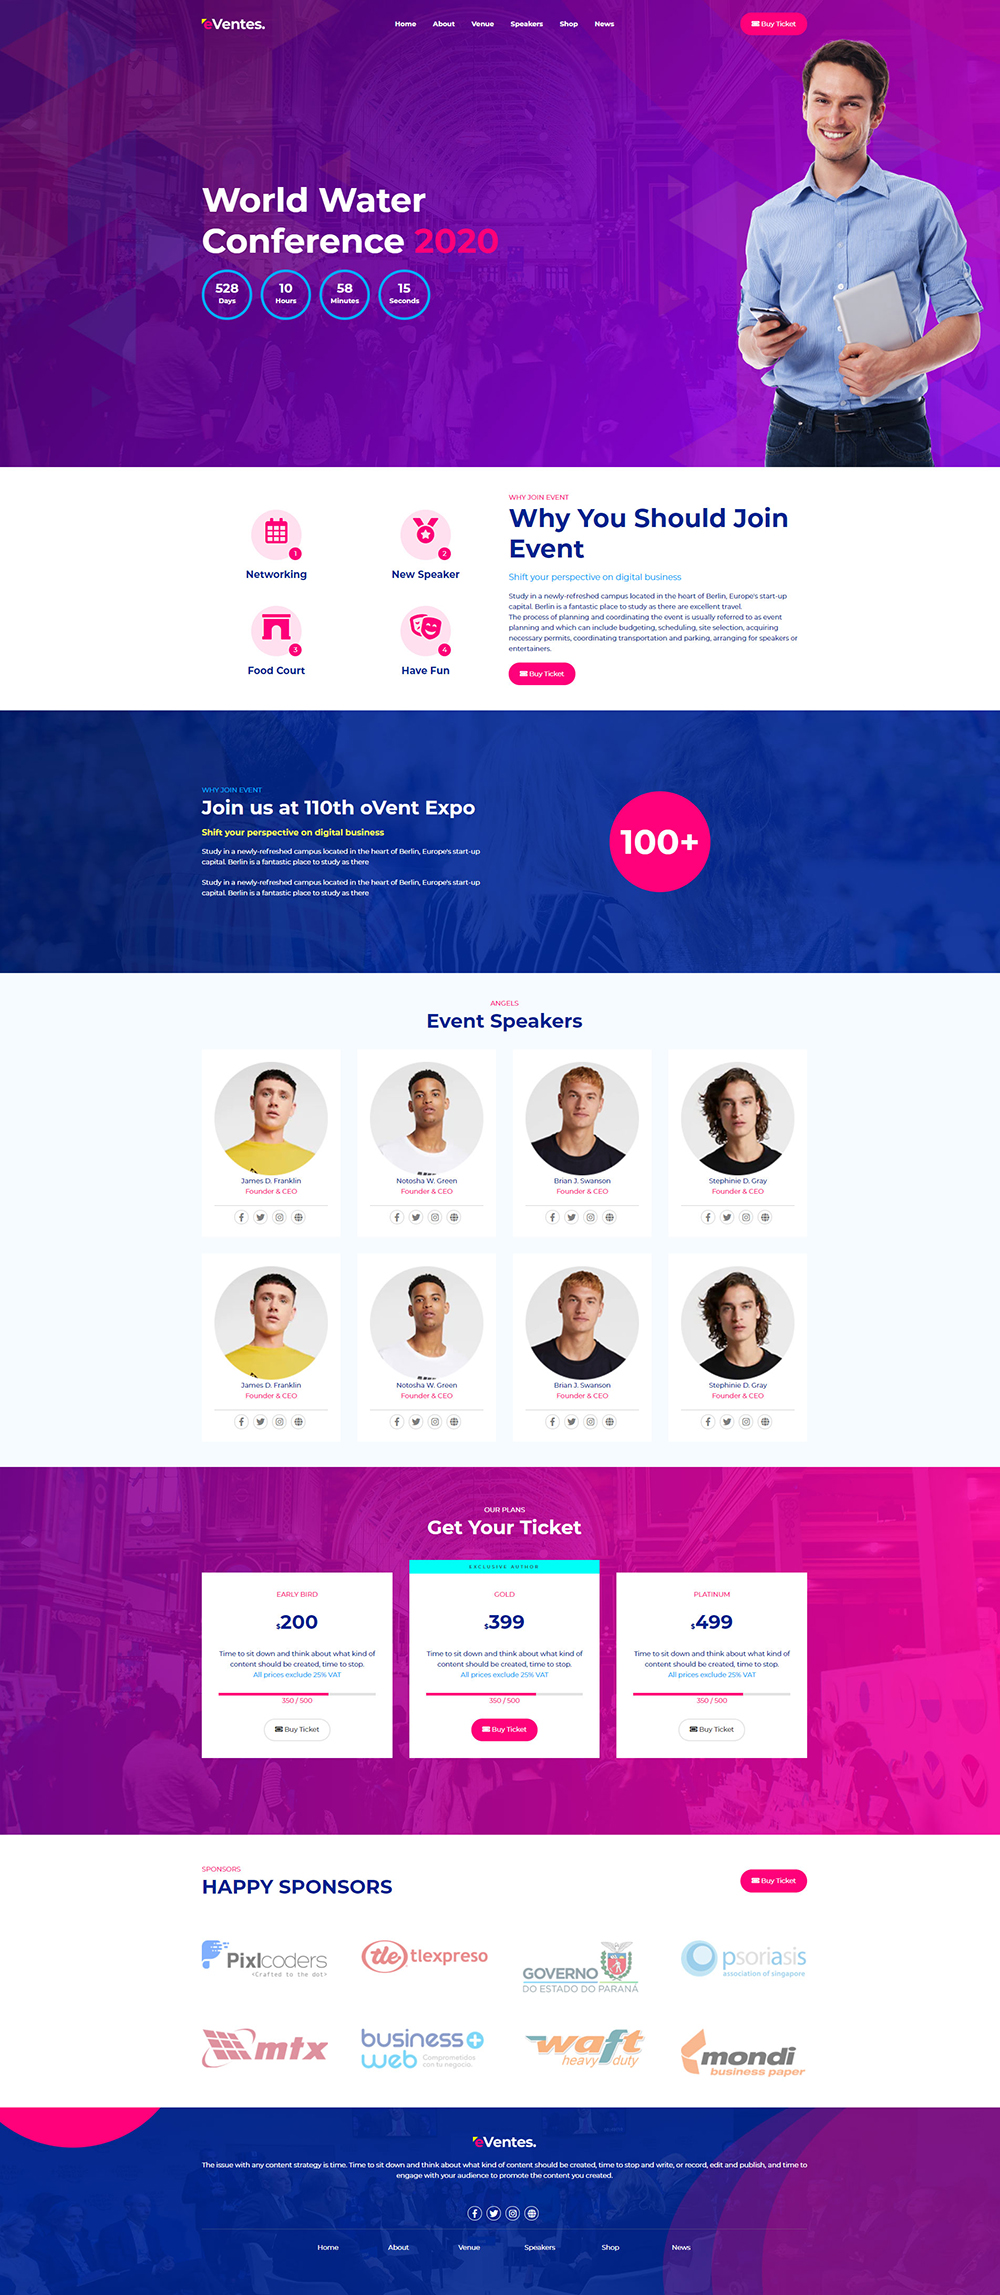 eVentes.
Home About Venue Speakers Shop News
Buy Ticket
World Water
Conference 2020
528 10 58 15
Days Hours Minutes Seconds
1 2
Networking New Speaker
3 4
Food Court Have Fun
WHY JOIN EVENT
Why You Should Join
Event
Shift your perspective on digital business
Study in a newly-refreshed campus located in the heart of Berlin, Europe's start-up
capital. Berlin is a fantastic place to study as there are excellent travel.
The process of planning and coordinating the event is usually referred to as event
planning and which can include budgeting, scheduling, site selection, acquiring
necessary permits, coordinating transportation and parking, arranging for speakers or
entertainers.
Buy Ticket
WHY JOIN EVENT
Join us at 110th oVent Expo
Shift your perspective on digital business
Study in a newly-refreshed campus located in the heart of Berlin, Europe's start-up
capital. Berlin is a fantastic place to study as there
Study in a newly-refreshed campus located in the heart of Berlin, Europe's start-up
capital. Berlin is a fantastic place to study as there
100+
ANGELS
Event Speakers
James D. Franklin Notosha W. Green Brian J. Swanson Stephinie D. Gray
Founder & CEO Founder & CEO Founder & CEO Founder & CEO
James D. Franklin Notosha W. Green Brian J. Swanson Stephinie D. Gray
Founder & CEO Founder & CEO Founder & CEO Founder & CEO
OUR PLANS
Get Your Ticket
EARLY BIRD
$200
Time to sit down and think about what kind of
content should be created, time to stop.
All prices exclude 25% VAT
350 / 500
Buy Ticket
EXCLUSIVE AUTHOR
GOLD
$399
Time to sit down and think about what kind of
content should be created, time to stop.
All prices exclude 25% VAT
350 / 500
Buy Ticket
PLATINUM
$499
Time to sit down and think about what kind of
content should be created, time to stop.
All prices exclude 25% VAT
350 / 500
Buy Ticket
SPONSORS
HAPPY SPONSORS
Buy Ticket
Pixlcoders
<Crafted to the dot>
tle tlexpreso
GOVERNO
DO ESTADO DO PARANÁ
psoriasis
association of singapore
mtx
business
web Comprometidos
con tu negocio.
waft
heavy duty
mondi
business paper
eVentes.
The issue with any content strategy is time. Time to sit down and think about what kind of content should be created, time to stop and write, or record, edit and publish, and time to
engage with your audience to promote the content you created.
Home About Venue Speakers Shop News